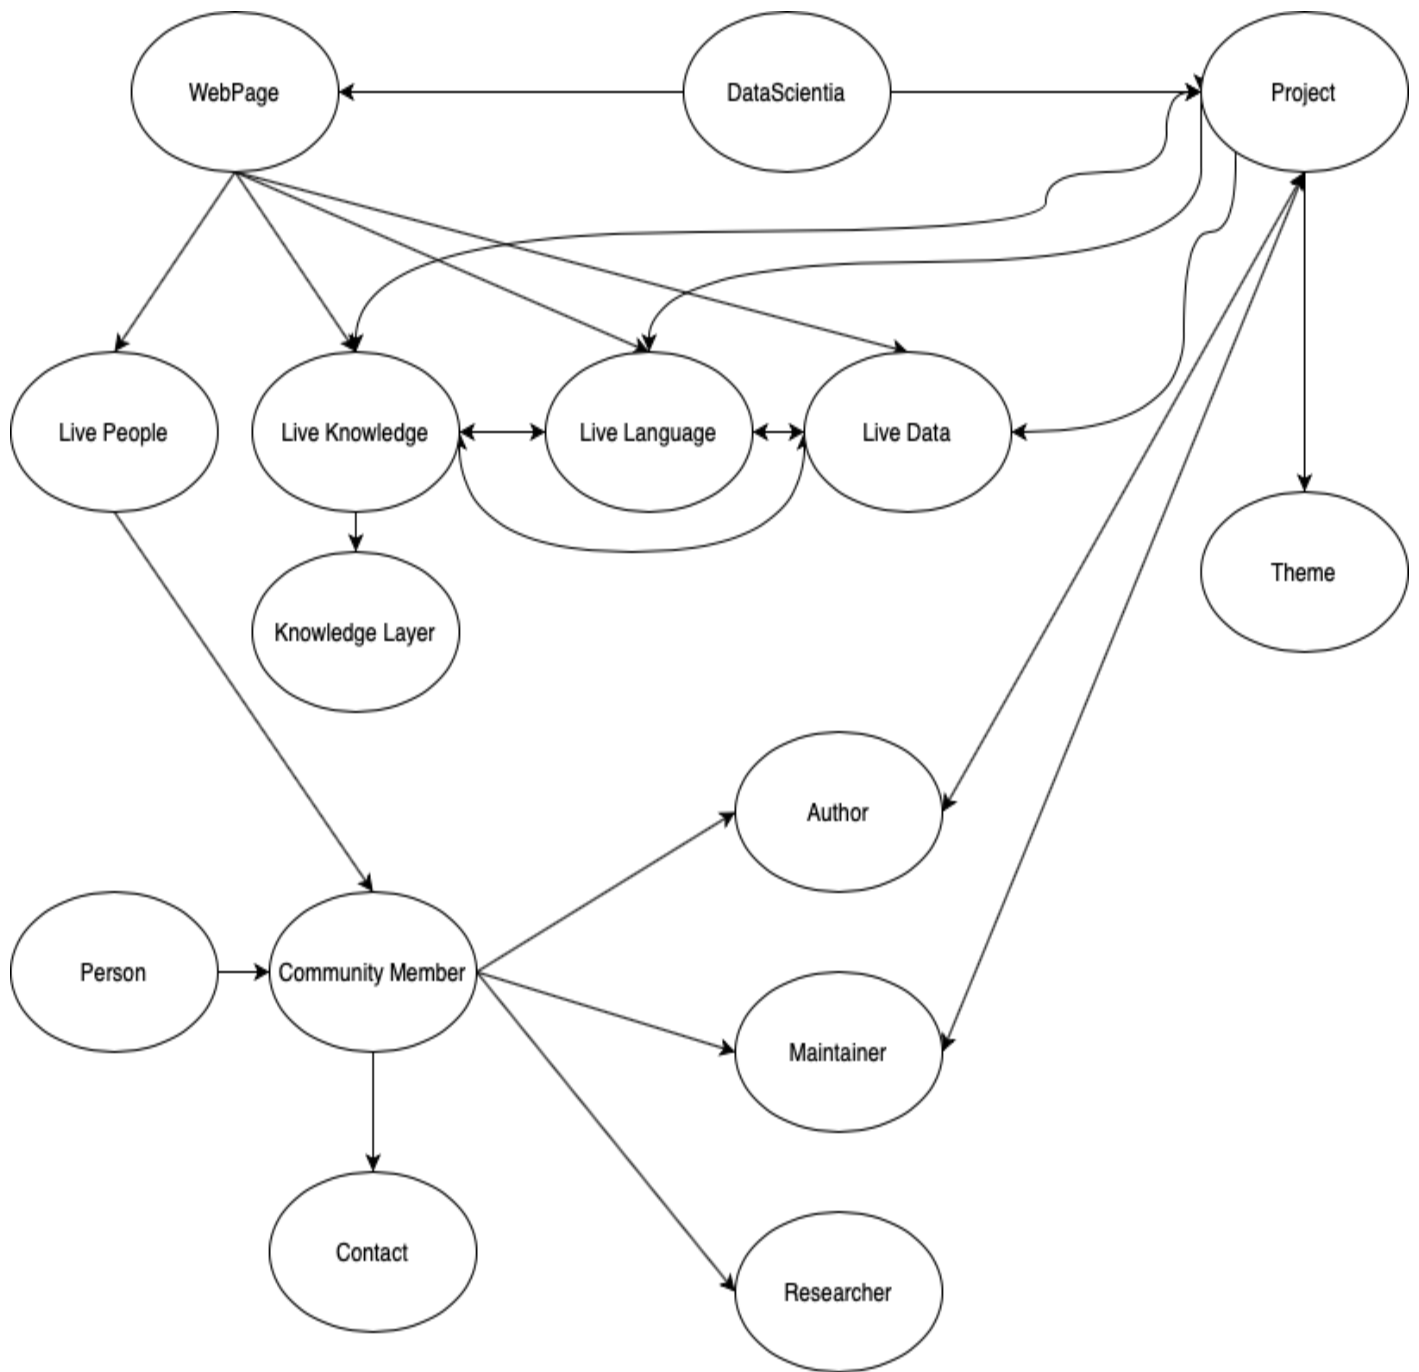 WebPage
DataScientia
Project
Live People
Live Knowledge
Live Language
Live Data
Theme
Knowledge Layer
Author
Person
Community Member
Maintainer
Contact
Researcher